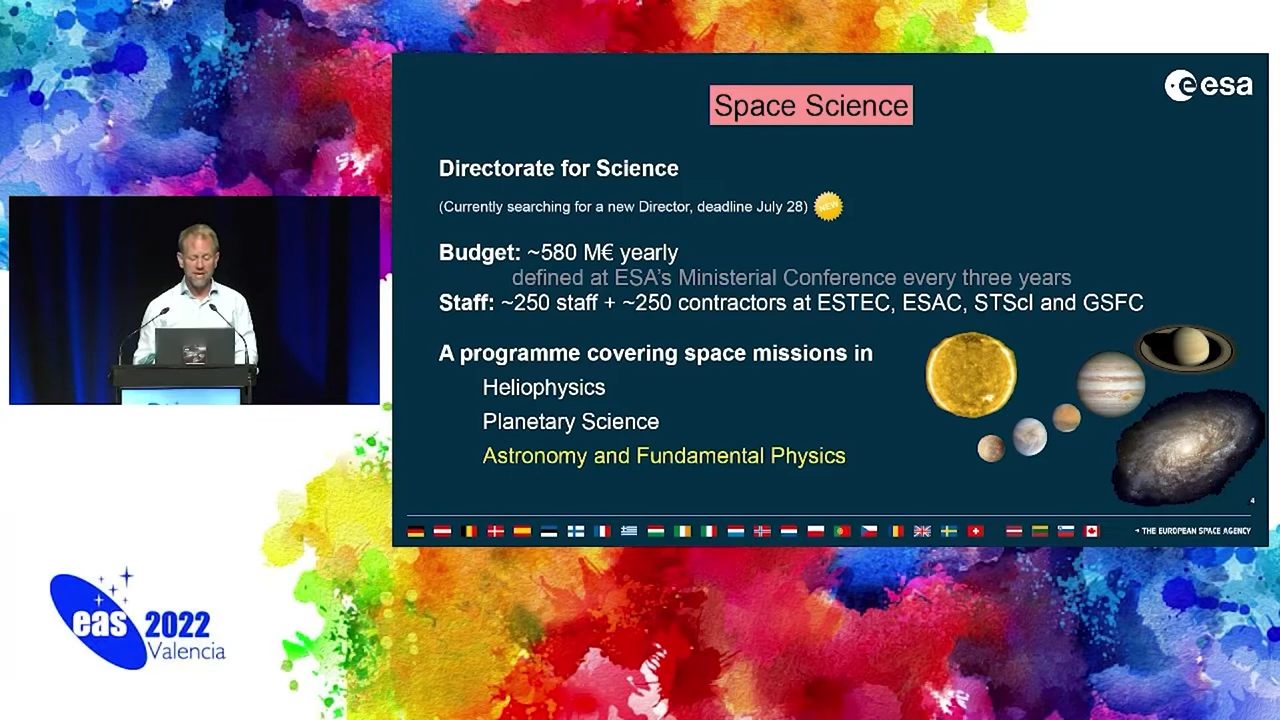 esa
Space Science
Directorate for Science
(Currently searching for a new Director, deadline July 28) NEW
Budget: ~580 M€ yearly
defined at ESA's Ministerial Conference every three years
Staff: ~250 staff + ~250 contractors at ESTEC, ESAC, STScI and GSFC
A programme covering space missions in
Heliophysics
Planetary Science
Astronomy and Fundamental Physics
4
→ THE EUROPEAN SPACE AGENCY
eas 2022
Valencia